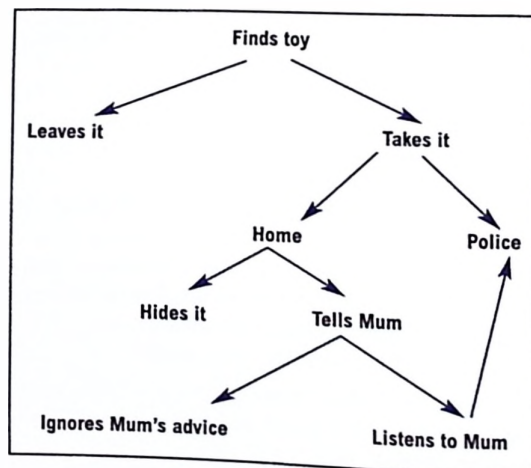 Finds toy
Leaves it
Takes it
Home
Police
Hides it
Tells Mum
Ignores Mum's advice
Listens to Mum